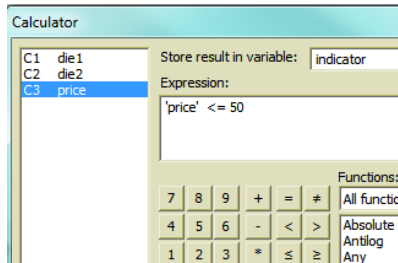 Calculator
C1 die1
C2 die2
C3 price
Store result in variable: indicator
Expression:
'price' <= 50
Functions:
7 8 9 + = ≠
4 5 6 - < >
1 2 3 * ≤ ≥
All functio
Absolute
Antilog
Any